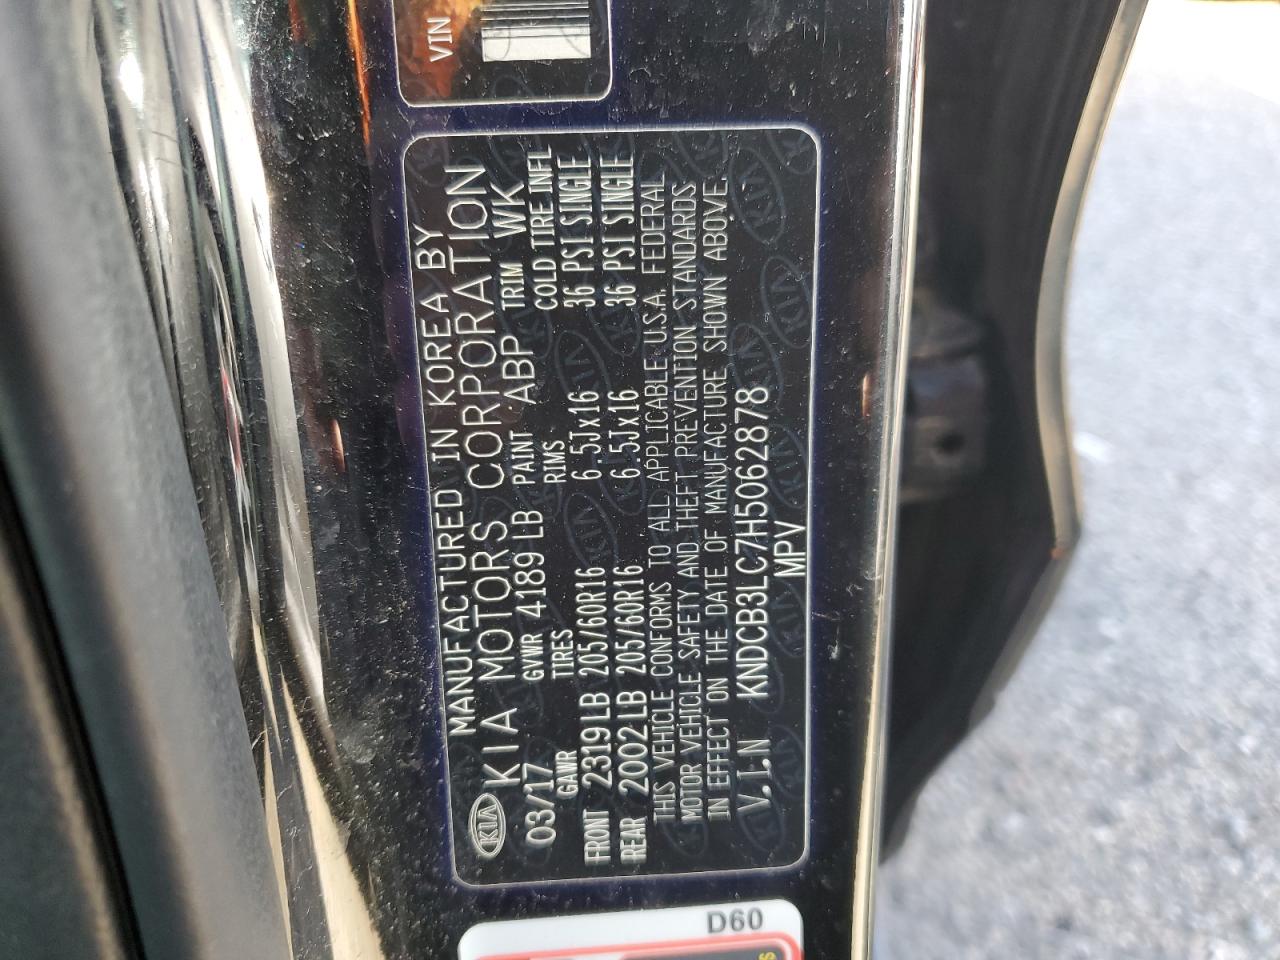 VIN
KIA
MANUFACTURED IN KOREA BY
KIA MOTORS CORPORATION
03/17 GVWR 4189 LB PAINT ABP TRIM WK
GAWR TIRES RIMS COLD TIRE INFL
FRONT 2319LB 205/60R16 6.5Jx16 36 PSI SINGLE
REAR 2002LB 205/60R16 6.5Jx16 36 PSI SINGLE
THIS VEHICLE CONFORMS TO ALL APPLICABLE U.S.A. FEDERAL
MOTOR VEHICLE SAFETY AND THEFT PREVENTION STANDARDS
IN EFFECT ON THE DATE OF MANUFACTURE SHOWN ABOVE.
V.I.N KNDCB3LC7H5062878
MPV
D60